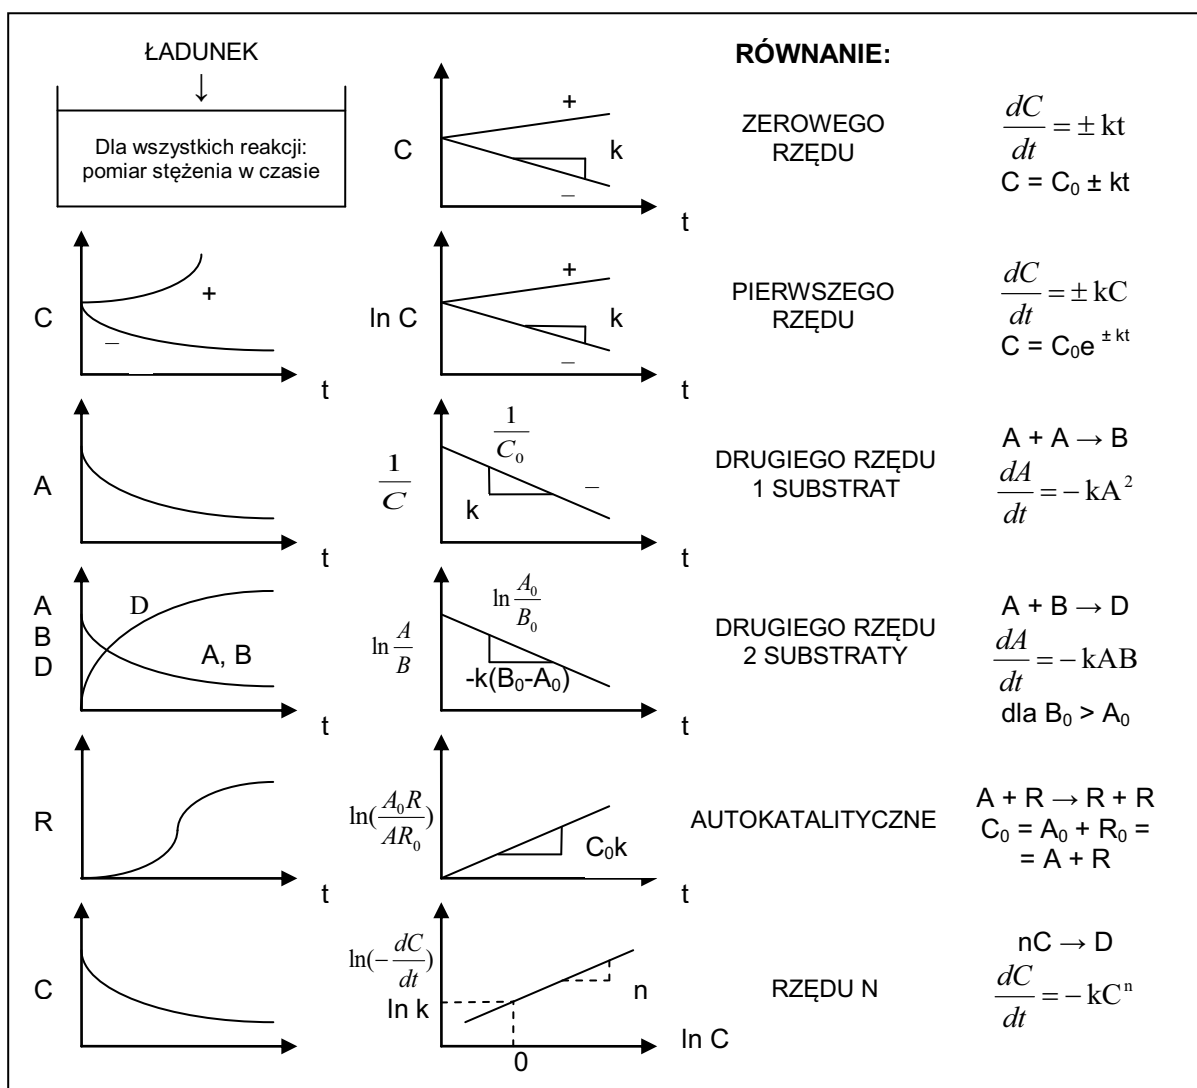 ŁADUNEK
↓
Dla wszystkich reakcji:
pomiar stężenia w czasie
RÓWNANIE:
C
+
k
–
t
ZEROWEGO
RZĘDU
dC/dt = ± kt
C = C₀ ± kt
C
+
–
t
ln C
+
k
–
t
PIERWSZEGO
RZĘDU
dC/dt = ± kC
C = C₀e ^± kt
A
t
1/C
1/C₀
k
–
t
DRUGIEGO RZĘDU
1 SUBSTRAT
A + A → B
dA/dt = – kA²
A
B
D
D
A, B
t
ln A/B
ln A₀/B₀
-k(B₀-A₀)
t
DRUGIEGO RZĘDU
2 SUBSTRATY
A + B → D
dA/dt = – kAB
dla B₀ > A₀
R
t
ln(A₀R/AR₀)
C₀k
t
AUTOKATALITYCZNE
A + R → R + R
C₀ = A₀ + R₀ =
= A + R
C
t
ln(–dC/dt)
ln k
n
0
ln C
RZĘDU N
nC → D
dC/dt = – kCⁿ